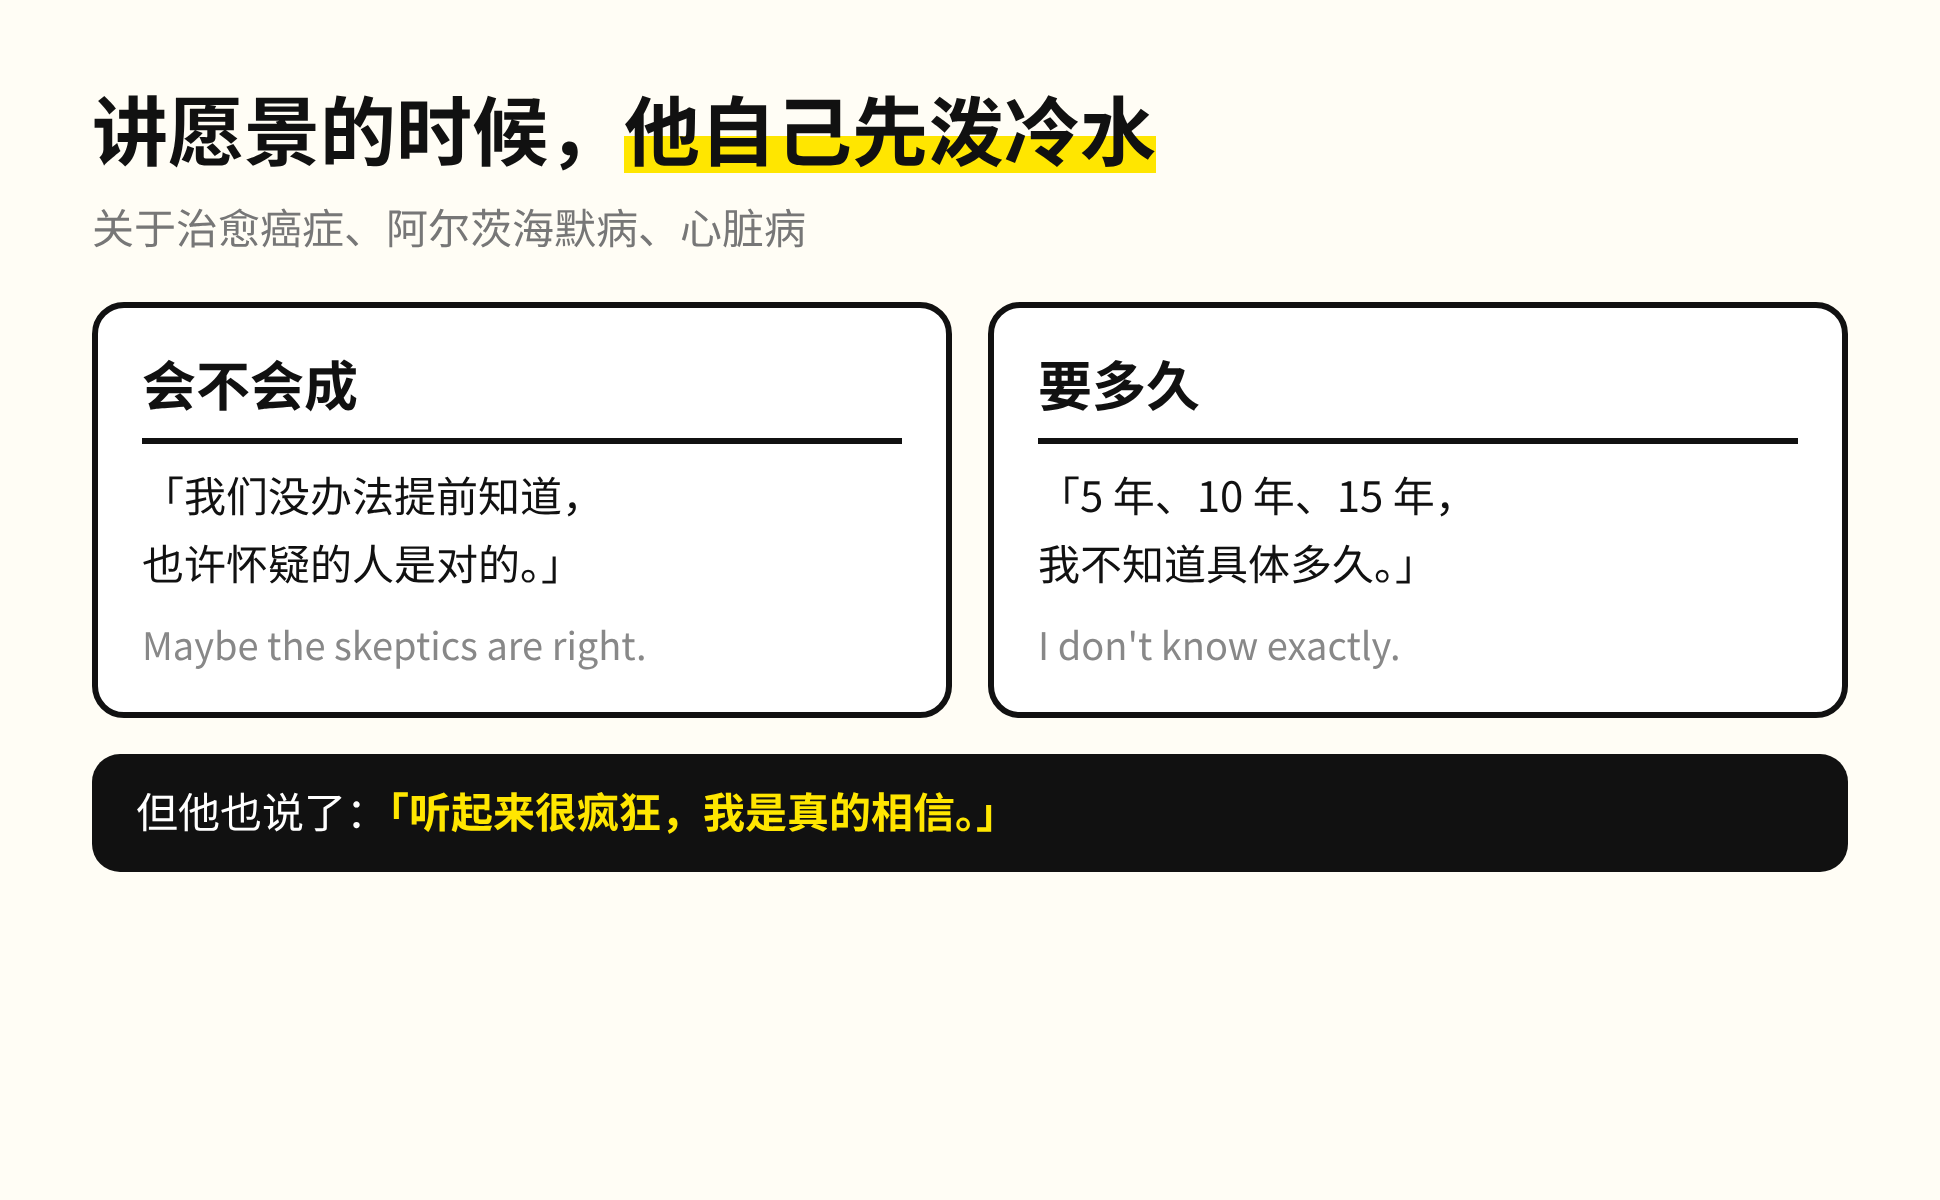 讲愿景的时候，他自己先泼冷水
关于治愈癌症、阿尔茨海默病、心脏病
会不会成
「我们没办法提前知道，
也许怀疑的人是对的。」
Maybe the skeptics are right.
要多久
「5 年、10 年、15 年，
我不知道具体多久。」
I don't know exactly.
但他也说了：「听起来很疯狂，我是真的相信。」